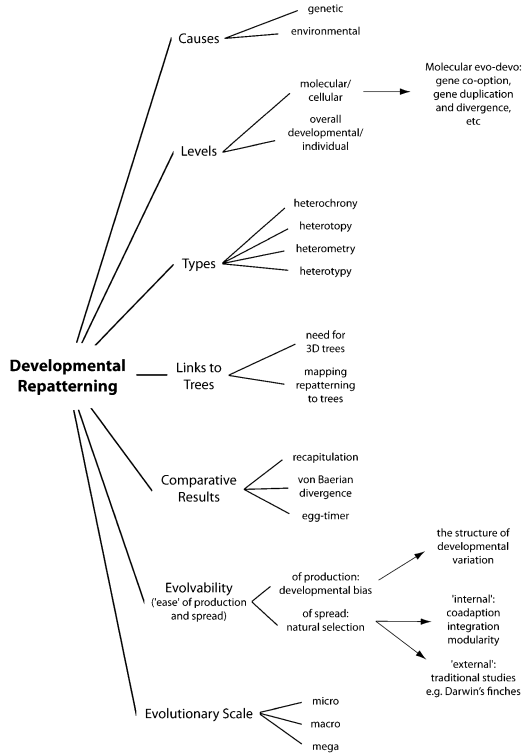 genetic
Causes
environmental
Molecular evo-devo:
gene co-option,
gene duplication
and divergence,
etc
molecular/
cellular
overall
developmental/
individual
Levels
heterochrony
heterotopy
Types
heterometry
heterotypy
Developmental
Repatterning
need for
3D trees
Links to
Trees
mapping
repatterning
to trees
recapitulation
Comparative
Results
von Baerian
divergence
egg-timer
the structure of
developmental
variation
Evolvability
('ease' of production
and spread)
of production:
developmental bias
of spread:
natural selection
'internal':
coadaption
integration
modularity
'external':
traditional studies
e.g. Darwin's finches
Evolutionary Scale
micro
macro
mega